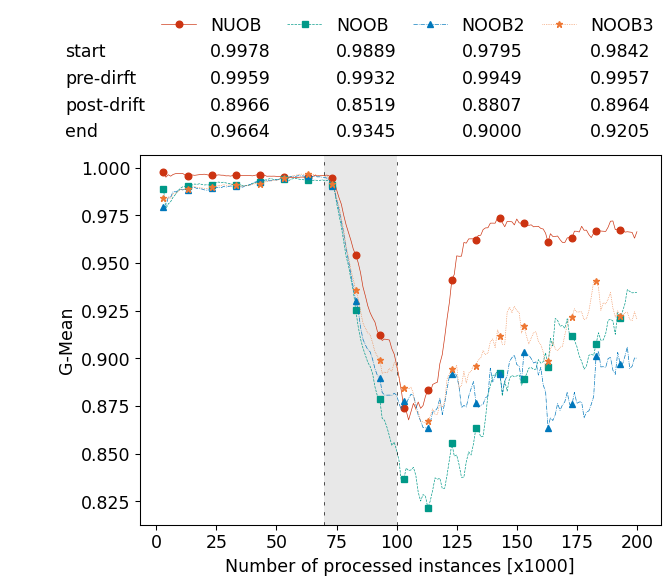 NUOB NOOB NOOB2 NOOB3
start 0.9978 0.9889 0.9795 0.9842
pre-dirft 0.9959 0.9932 0.9949 0.9957
post-drift 0.8966 0.8519 0.8807 0.8964
end 0.9664 0.9345 0.9000 0.9205
1.000
0.975
0.950
0.925
0.900
0.875
0.850
0.825
G-Mean
0 25 50 75 100 125 150 175 200
Number of processed instances [x1000]